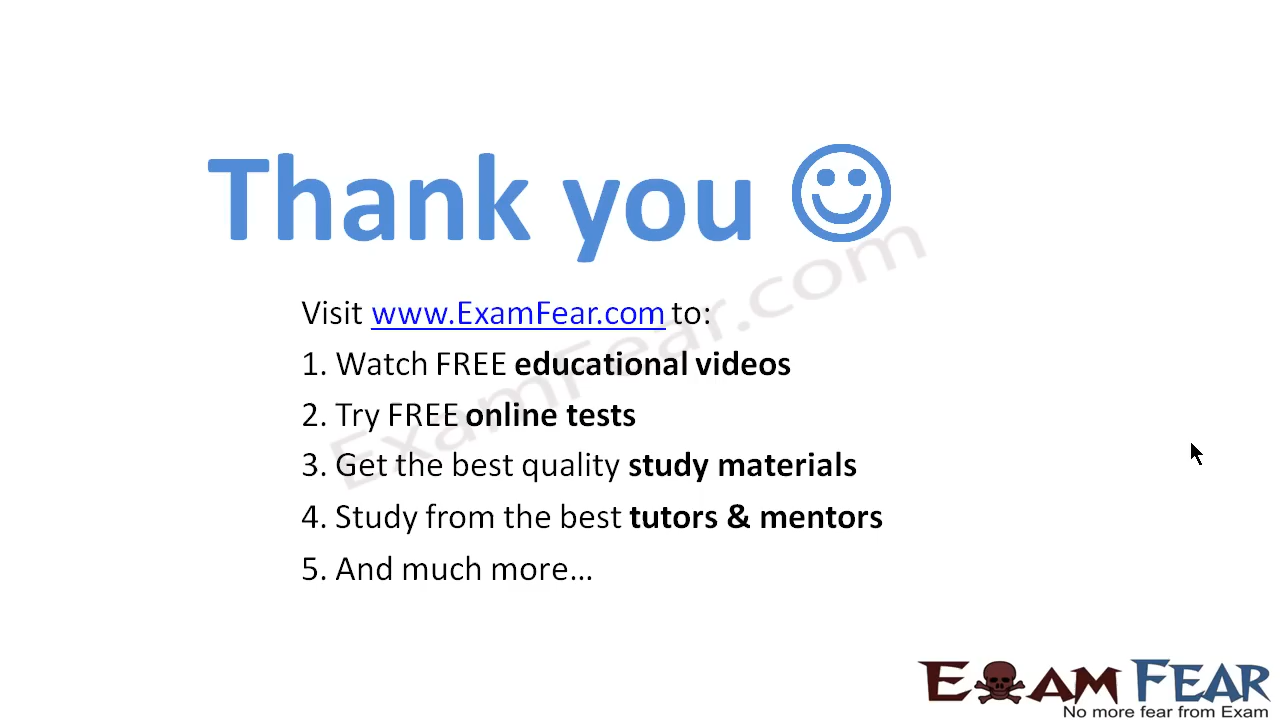 Thank you
Visit www.ExamFear.com to:
1. Watch FREE educational videos
2. Try FREE online tests
3. Get the best quality study materials
4. Study from the best tutors & mentors
5. And much more…
ExamFear.com
EXAM FEAR
No more fear from Exam